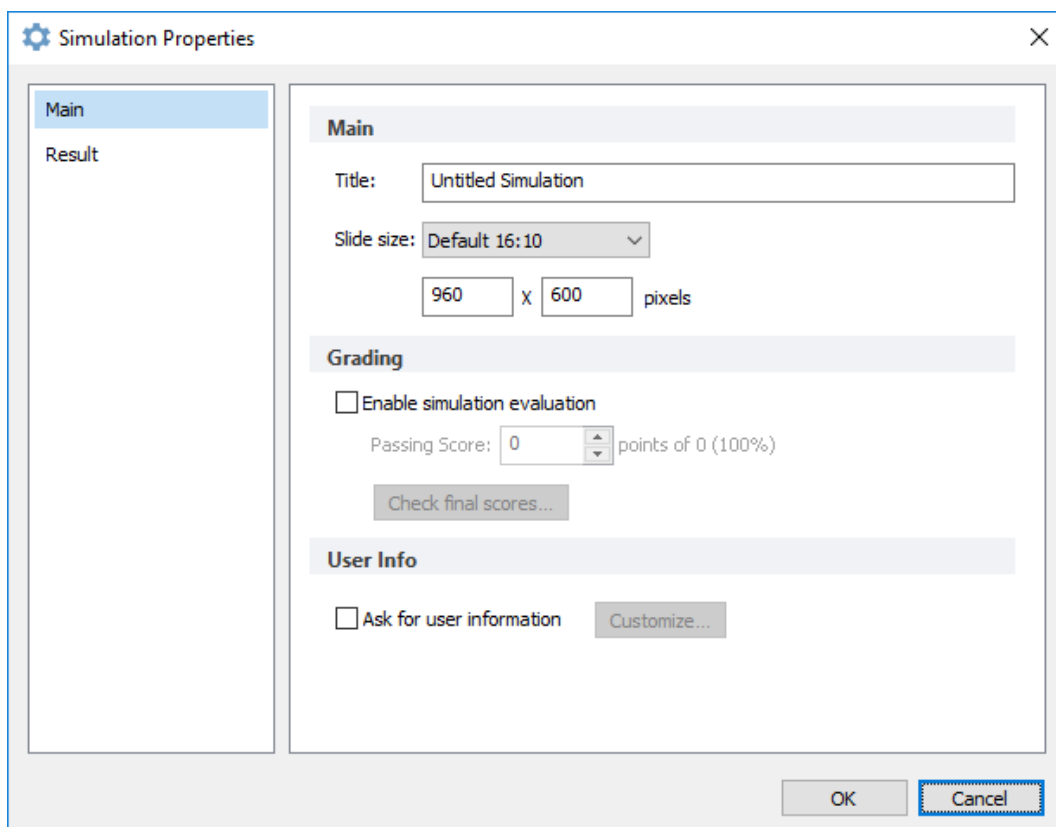 Simulation Properties
Main
Result
Main
Title: Untitled Simulation
Slide size: Default 16:10
960 X 600 pixels
Grading
Enable simulation evaluation
Passing Score: 0 points of 0 (100%)
Check final scores...
User Info
Ask for user information Customize...
OK Cancel